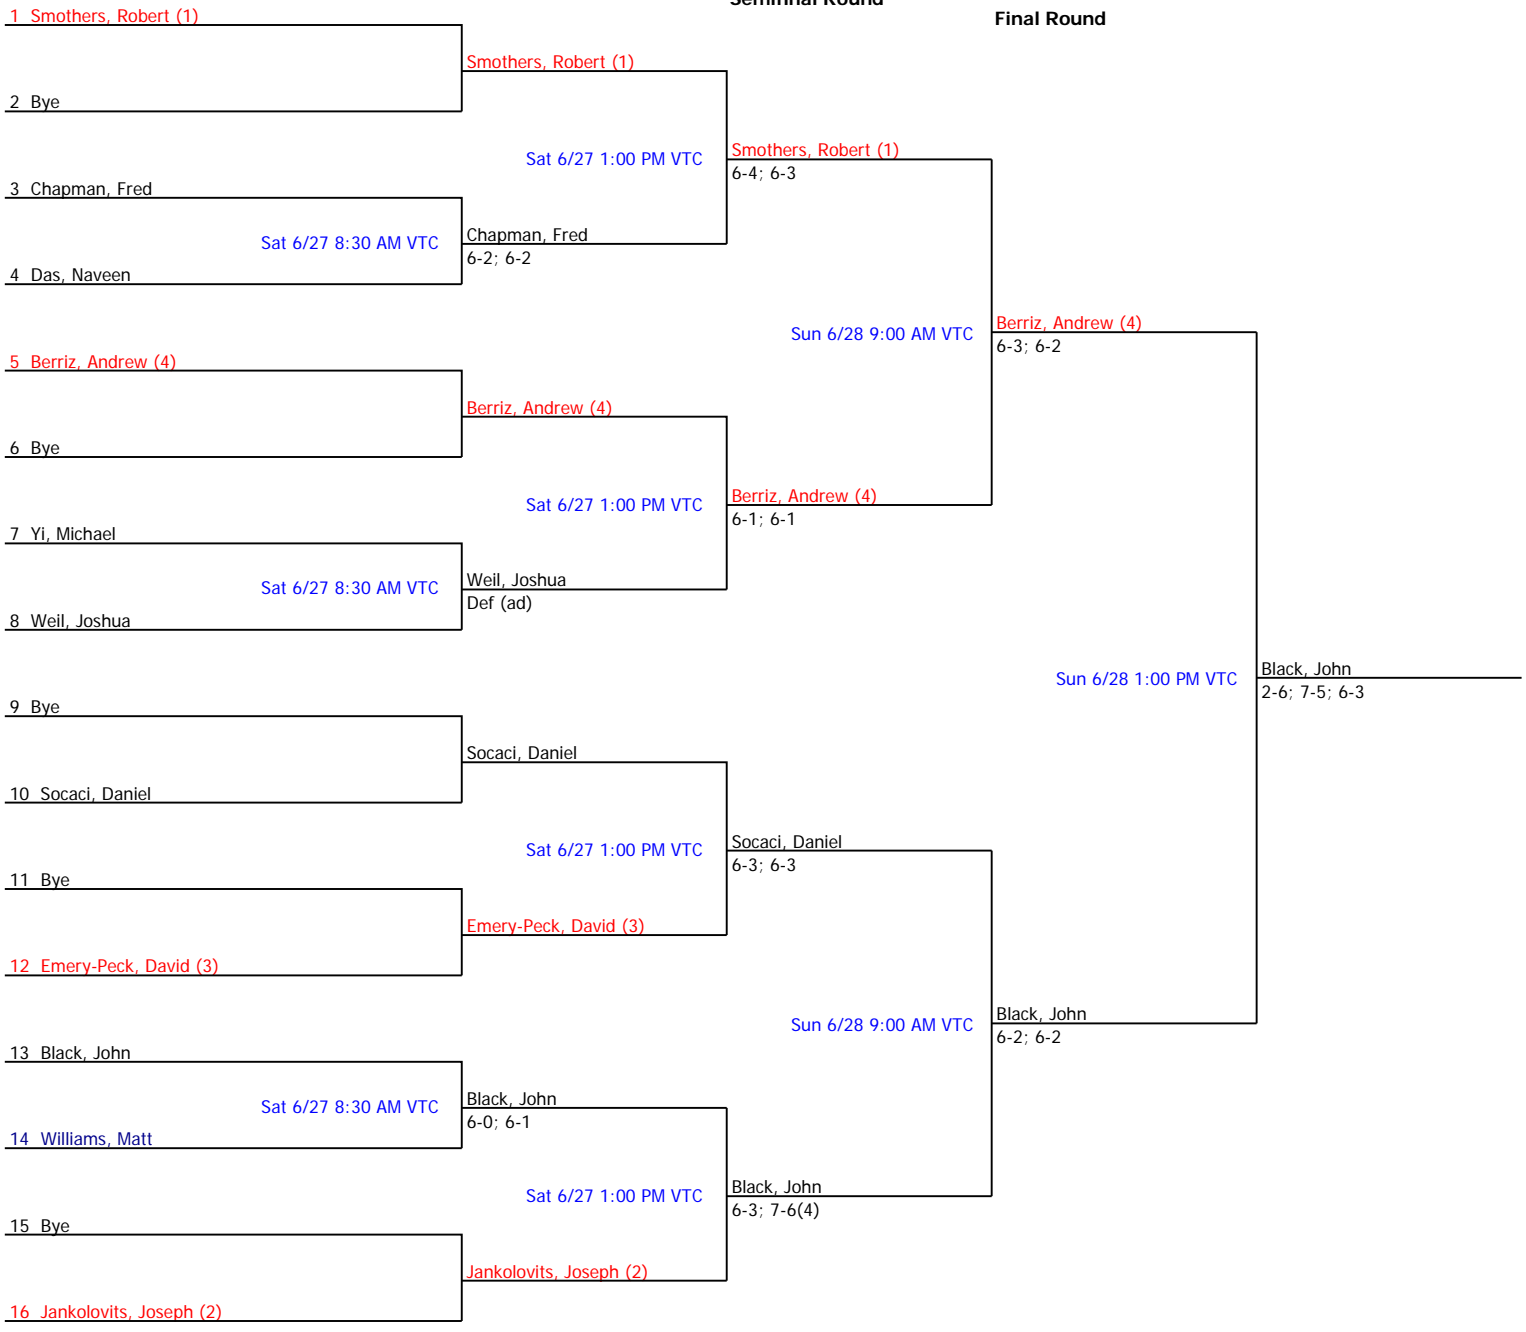 Semifinal Round
Final Round
1 Smothers, Robert (1)
Smothers, Robert (1)
2 Bye
Sat 6/27 1:00 PM VTC
Smothers, Robert (1)
6-4; 6-3
3 Chapman, Fred
Sat 6/27 8:30 AM VTC
Chapman, Fred
6-2; 6-2
4 Das, Naveen
Sun 6/28 9:00 AM VTC
Berriz, Andrew (4)
6-3; 6-2
5 Berriz, Andrew (4)
Berriz, Andrew (4)
6 Bye
Sat 6/27 1:00 PM VTC
Berriz, Andrew (4)
6-1; 6-1
7 Yi, Michael
Sat 6/27 8:30 AM VTC
Weil, Joshua
Def (ad)
8 Weil, Joshua
Sun 6/28 1:00 PM VTC
Black, John
2-6; 7-5; 6-3
9 Bye
Socaci, Daniel
10 Socaci, Daniel
Sat 6/27 1:00 PM VTC
Socaci, Daniel
6-3; 6-3
11 Bye
Emery-Peck, David (3)
12 Emery-Peck, David (3)
Sun 6/28 9:00 AM VTC
Black, John
6-2; 6-2
13 Black, John
Sat 6/27 8:30 AM VTC
Black, John
6-0; 6-1
14 Williams, Matt
Sat 6/27 1:00 PM VTC
Black, John
6-3; 7-6(4)
15 Bye
Jankolovits, Joseph (2)
16 Jankolovits, Joseph (2)